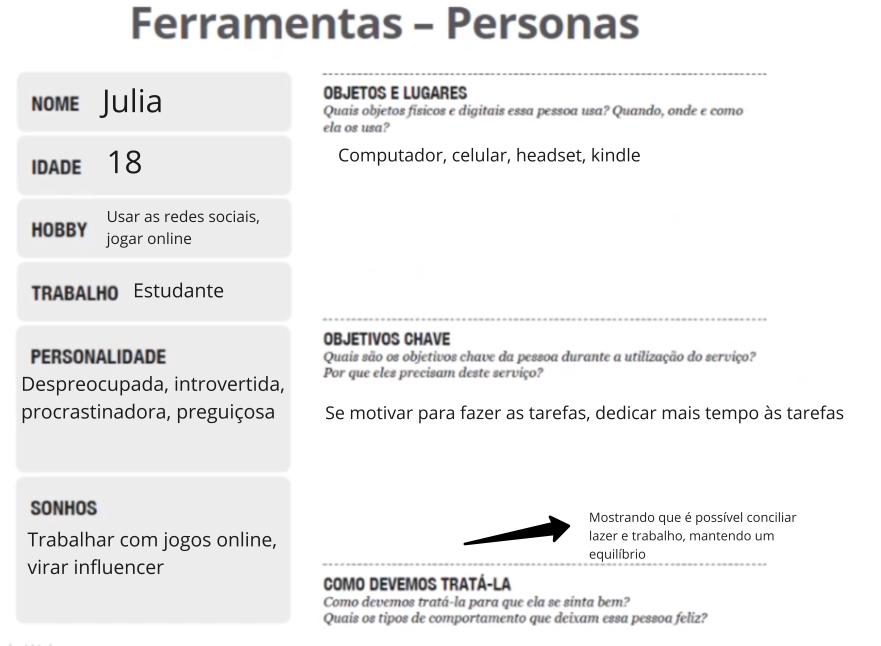 Ferramentas – Personas
NOME Julia
IDADE 18
HOBBY Usar as redes sociais,
jogar online
TRABALHO Estudante
PERSONALIDADE
Despreocupada, introvertida,
procrastinadora, preguiçosa
SONHOS
Trabalhar com jogos online,
virar influencer
OBJETOS E LUGARES
Quais objetos físicos e digitais essa pessoa usa? Quando, onde e como
ela os usa?
Computador, celular, headset, kindle
OBJETIVOS CHAVE
Quais são os objetivos chave da pessoa durante a utilização do serviço?
Por que eles precisam deste serviço?
Se motivar para fazer as tarefas, dedicar mais tempo às tarefas
Mostrando que é possível conciliar
lazer e trabalho, mantendo um
equilíbrio
COMO DEVEMOS TRATÁ-LA
Como devemos tratá-la para que ela se sinta bem?
Quais os tipos de comportamento que deixam essa pessoa feliz?